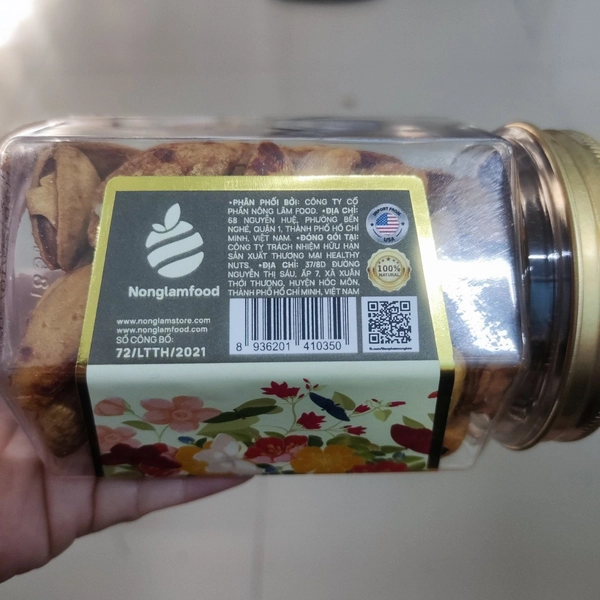 •PHÂN PHỐI BỞI: CÔNG TY CỔ
PHẦN NÔNG LÂM FOOD. •ĐỊA CHỈ:
68 NGUYỄN HUỆ, PHƯỜNG BẾN
NGHÉ, QUẬN 1, THÀNH PHỐ HỒ CHÍ
MINH, VIỆT NAM. •ĐÓNG GÓI TẠI:
CÔNG TY TRÁCH NHIỆM HỮU HẠN
SẢN XUẤT THƯƠNG MẠI HEALTHY
NUTS. •ĐỊA CHỈ: 37/8D ĐƯỜNG
NGUYỄN THỊ SÁU, ẤP 7, XÃ XUÂN
THỚI THƯỢNG, HUYỆN HÓC MÔN,
THÀNH PHỐ HỒ CHÍ MINH, VIỆT NAM
IMPORT FROM
USA
100%
NATURAL
Nonglamfood
www.nonglamstore.com
www.nonglamfood.com
SỐ CÔNG BỐ:
72/LTTH/2021
8 936201 410350